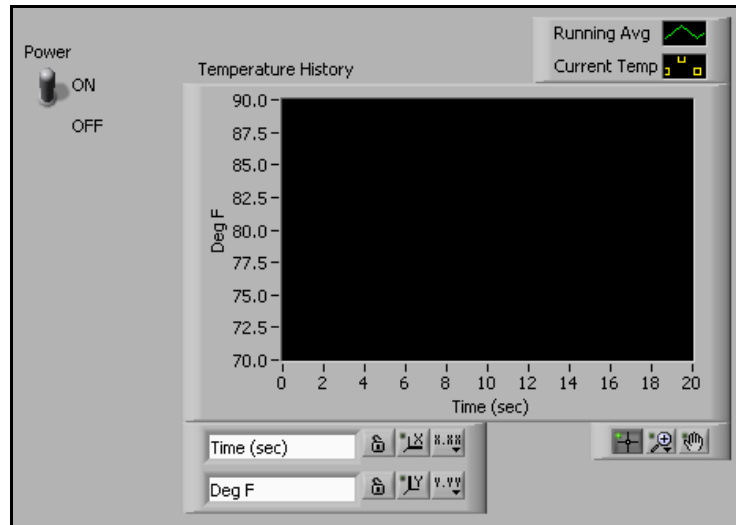 Power
ON
OFF
Temperature History
Running Avg
Current Temp
90.0
87.5
85.0
82.5
80.0
77.5
75.0
72.5
70.0
Deg F
0 2 4 6 8 10 12 14 16 18 20
Time (sec)
Time (sec) X X.XX
Deg F Y Y.YY